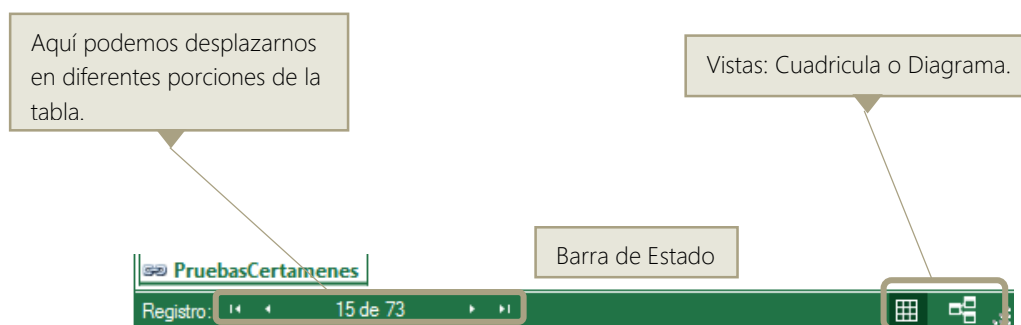 Aquí podemos desplazarnos
en diferentes porciones de la
tabla.
Vistas: Cuadricula o Diagrama.
Barra de Estado
PruebasCertamenes
Registro: 15 de 73